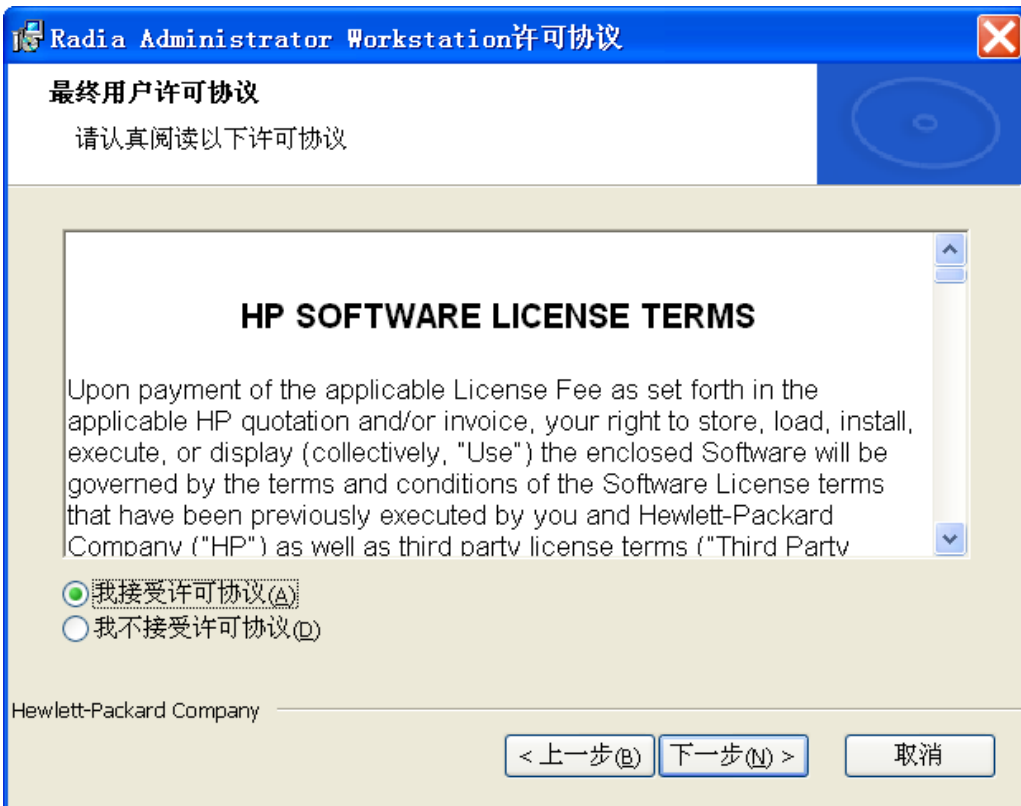 Radia Administrator Workstation许可协议
最终用户许可协议
请认真阅读以下许可协议
HP SOFTWARE LICENSE TERMS
Upon payment of the applicable License Fee as set forth in the
applicable HP quotation and/or invoice, your right to store, load, install,
execute, or display (collectively, "Use") the enclosed Software will be
governed by the terms and conditions of the Software License terms
that have been previously executed by you and Hewlett-Packard
Company ("HP") as well as third party license terms ("Third Party
我接受许可协议(A)
我不接受许可协议(D)
Hewlett-Packard Company
< 上一步(B) 下一步(N) > 取消